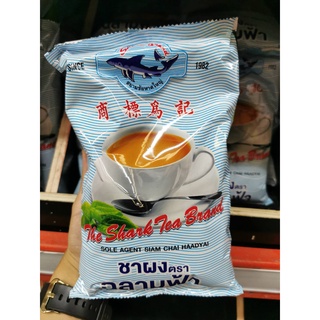 SINCE 1982
商標為記
The Shark Tea Brand
SOLE AGENT SIAM CHAI HAADYAI
ชาผงตรา
ฉลามฟ้า